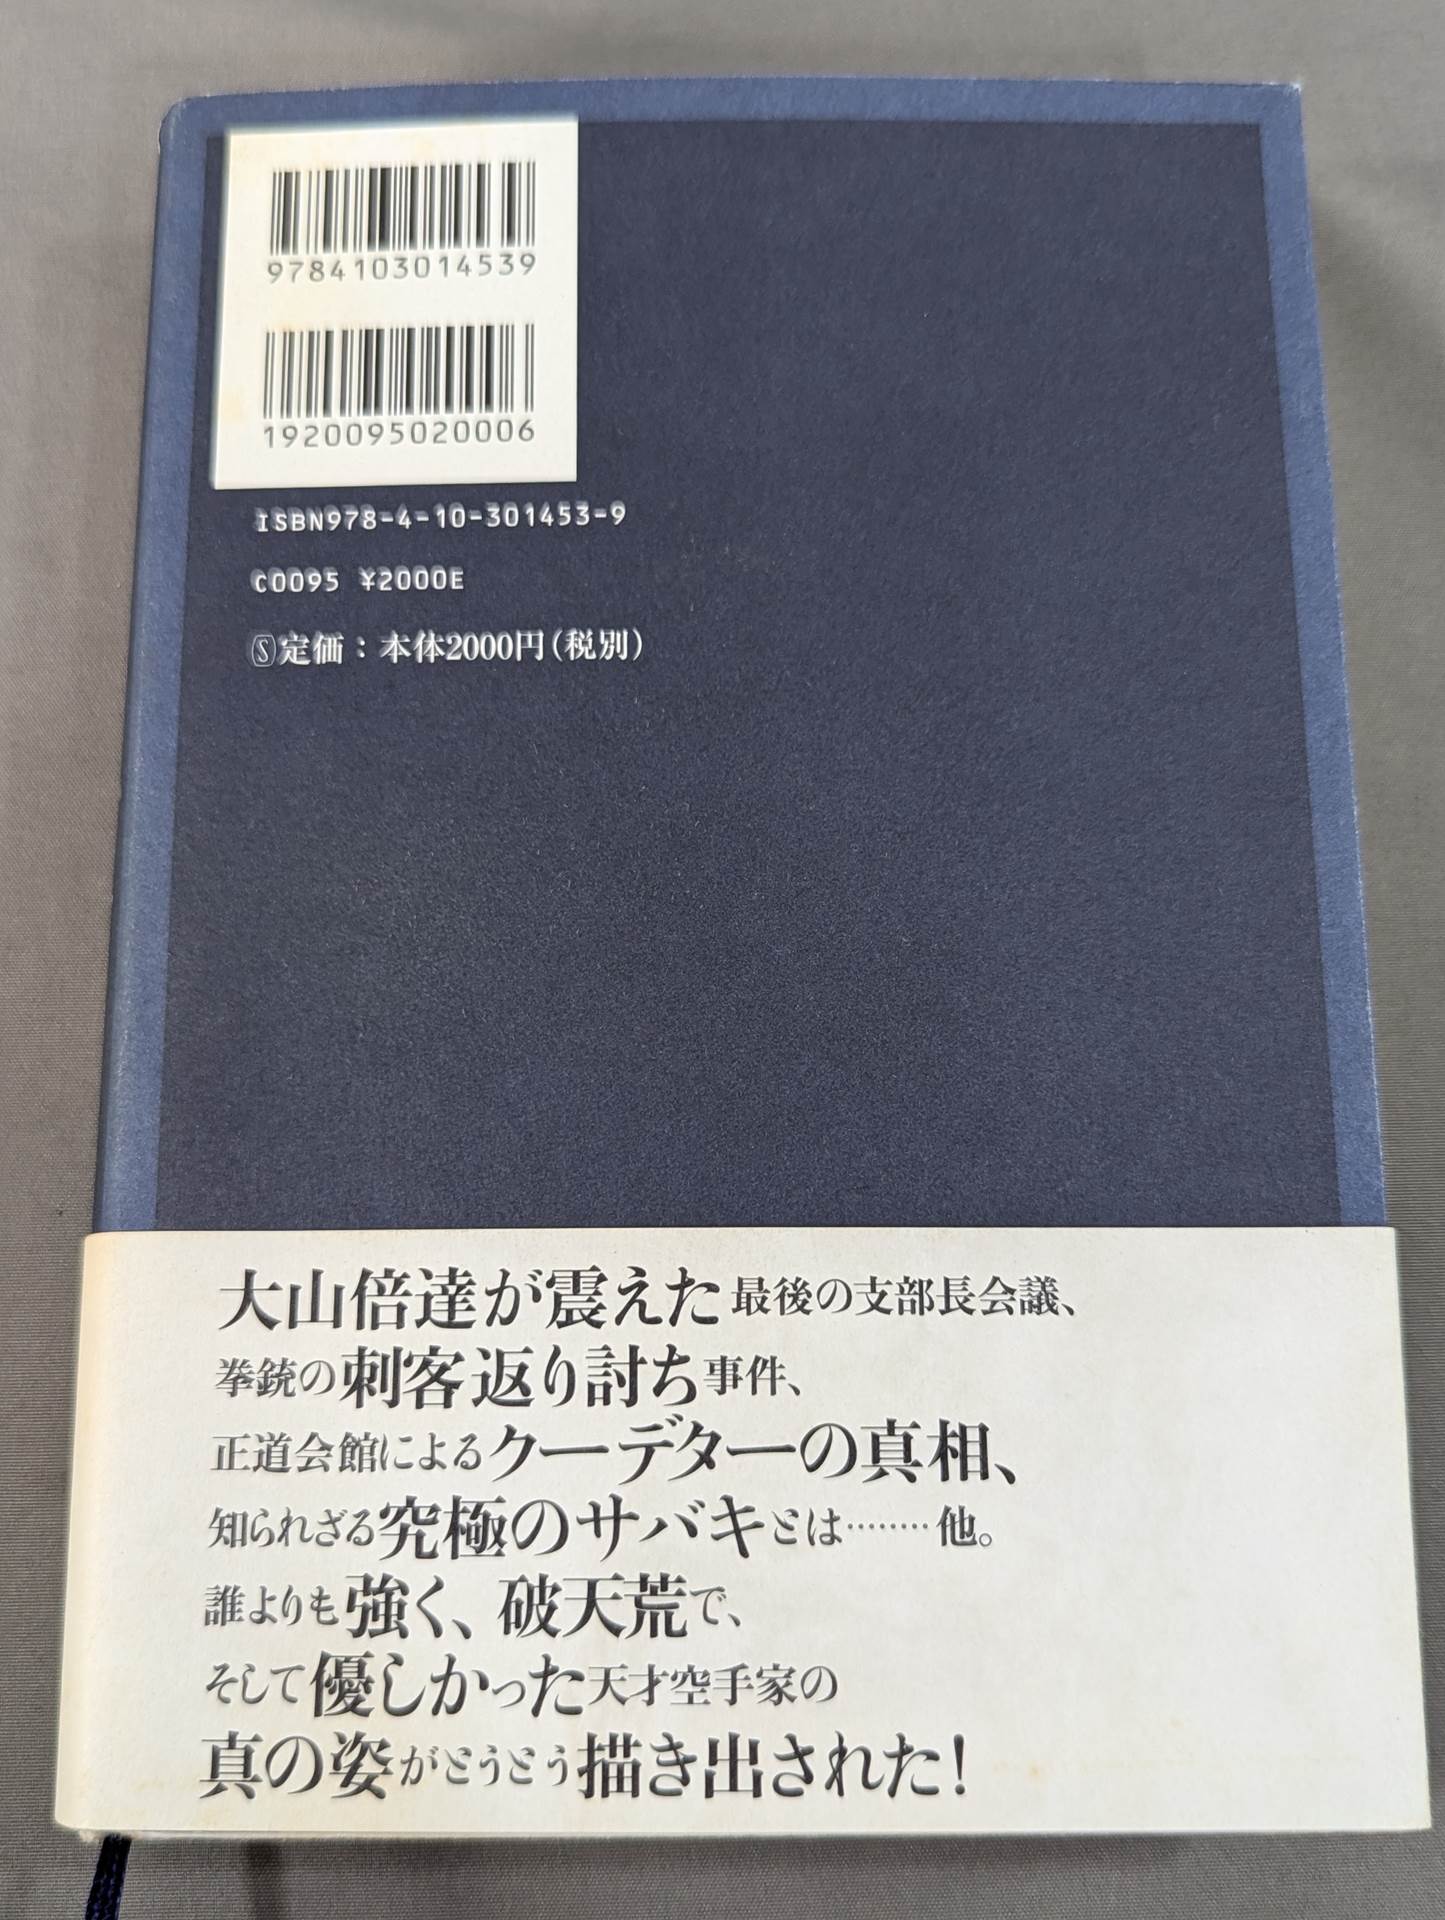 9784103014539
1920095020006
ISBN978-4-10-301453-9
C0095 ¥2000E
Ⓢ定価：本体2000円(税別)
大山倍達が震えた最後の支部長会議、
拳銃の刺客返り討ち事件、
正道会館によるクーデターの真相、
知られざる究極のサバキとは………他。
誰よりも強く、破天荒で、
そして優しかった天才空手家の
真の姿がとうとう描き出された！